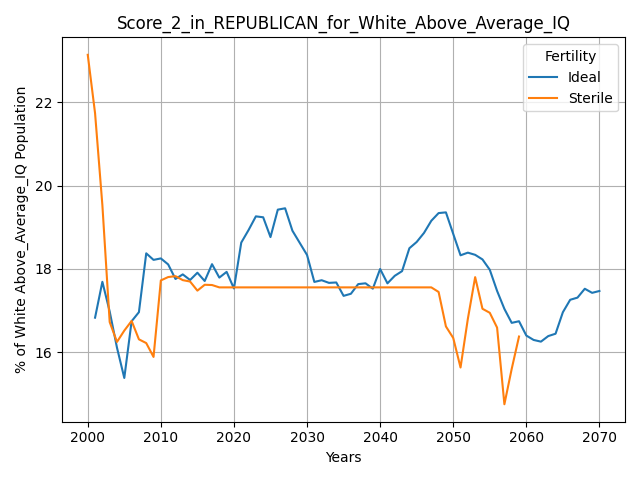 Score_2_in_REPUBLICAN_for_White_Above_Average_IQ
% of White Above_Average_IQ Population
22
20
18
16
Fertility
Ideal
Sterile
2000 2010 2020 2030 2040 2050 2060 2070
Years